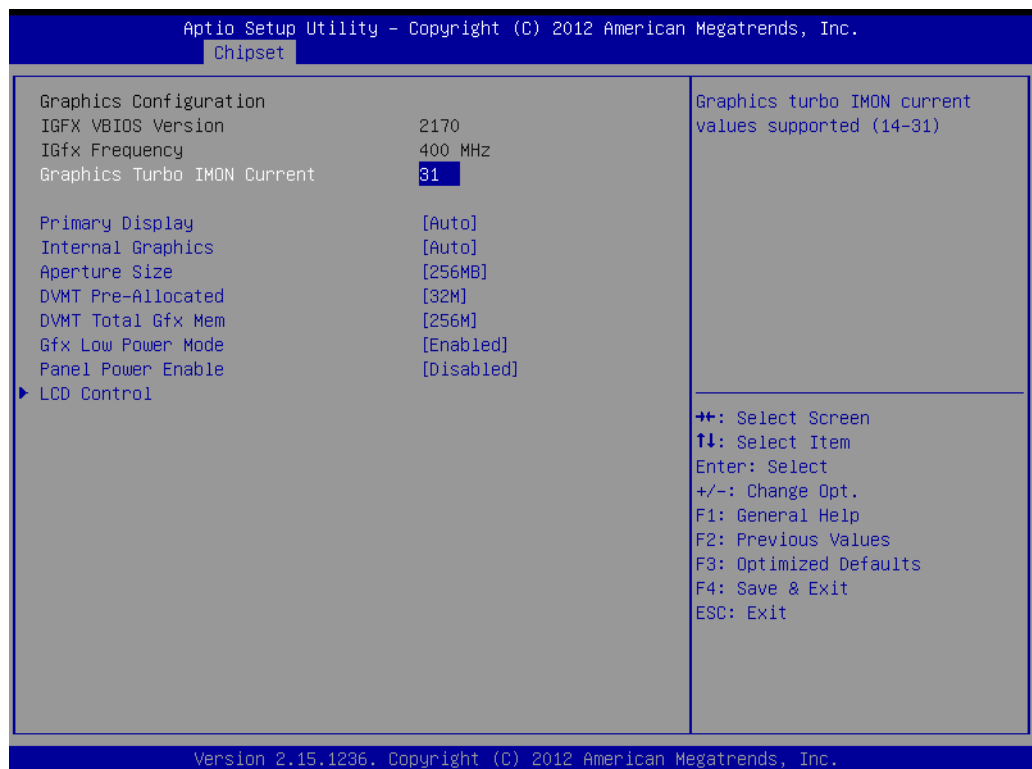 Aptio Setup Utility – Copyright (C) 2012 American Megatrends, Inc.
Chipset
Graphics Configuration
IGFX VBIOS Version 2170
IGfx Frequency 400 MHz
Graphics Turbo IMON Current 31
Primary Display [Auto]
Internal Graphics [Auto]
Aperture Size [256MB]
DVMT Pre-Allocated [32M]
DVMT Total Gfx Mem [256M]
Gfx Low Power Mode [Enabled]
Panel Power Enable [Disabled]
▶ LCD Control
Graphics turbo IMON current
values supported (14-31)
→←: Select Screen
↑↓: Select Item
Enter: Select
+/-: Change Opt.
F1: General Help
F2: Previous Values
F3: Optimized Defaults
F4: Save & Exit
ESC: Exit
Version 2.15.1236. Copyright (C) 2012 American Megatrends, Inc.